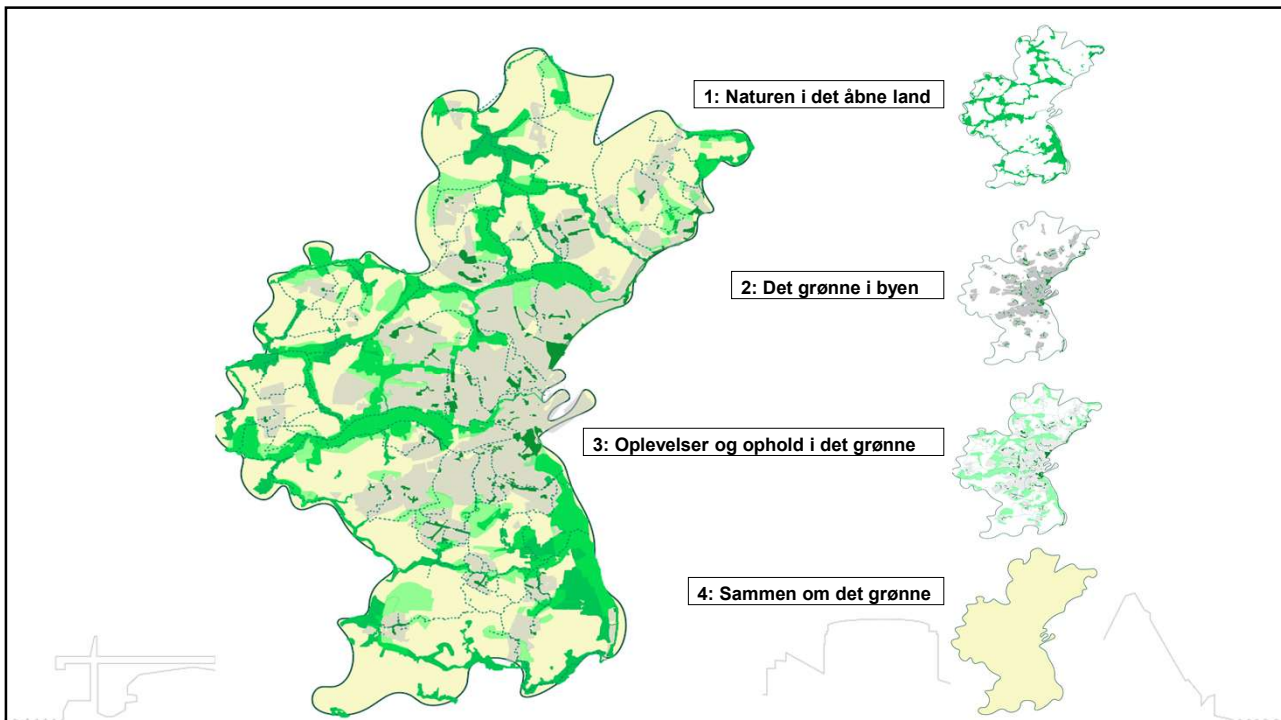 1: Naturen i det åbne land
2: Det grønne i byen
3: Oplevelser og ophold i det grønne
4: Sammen om det grønne